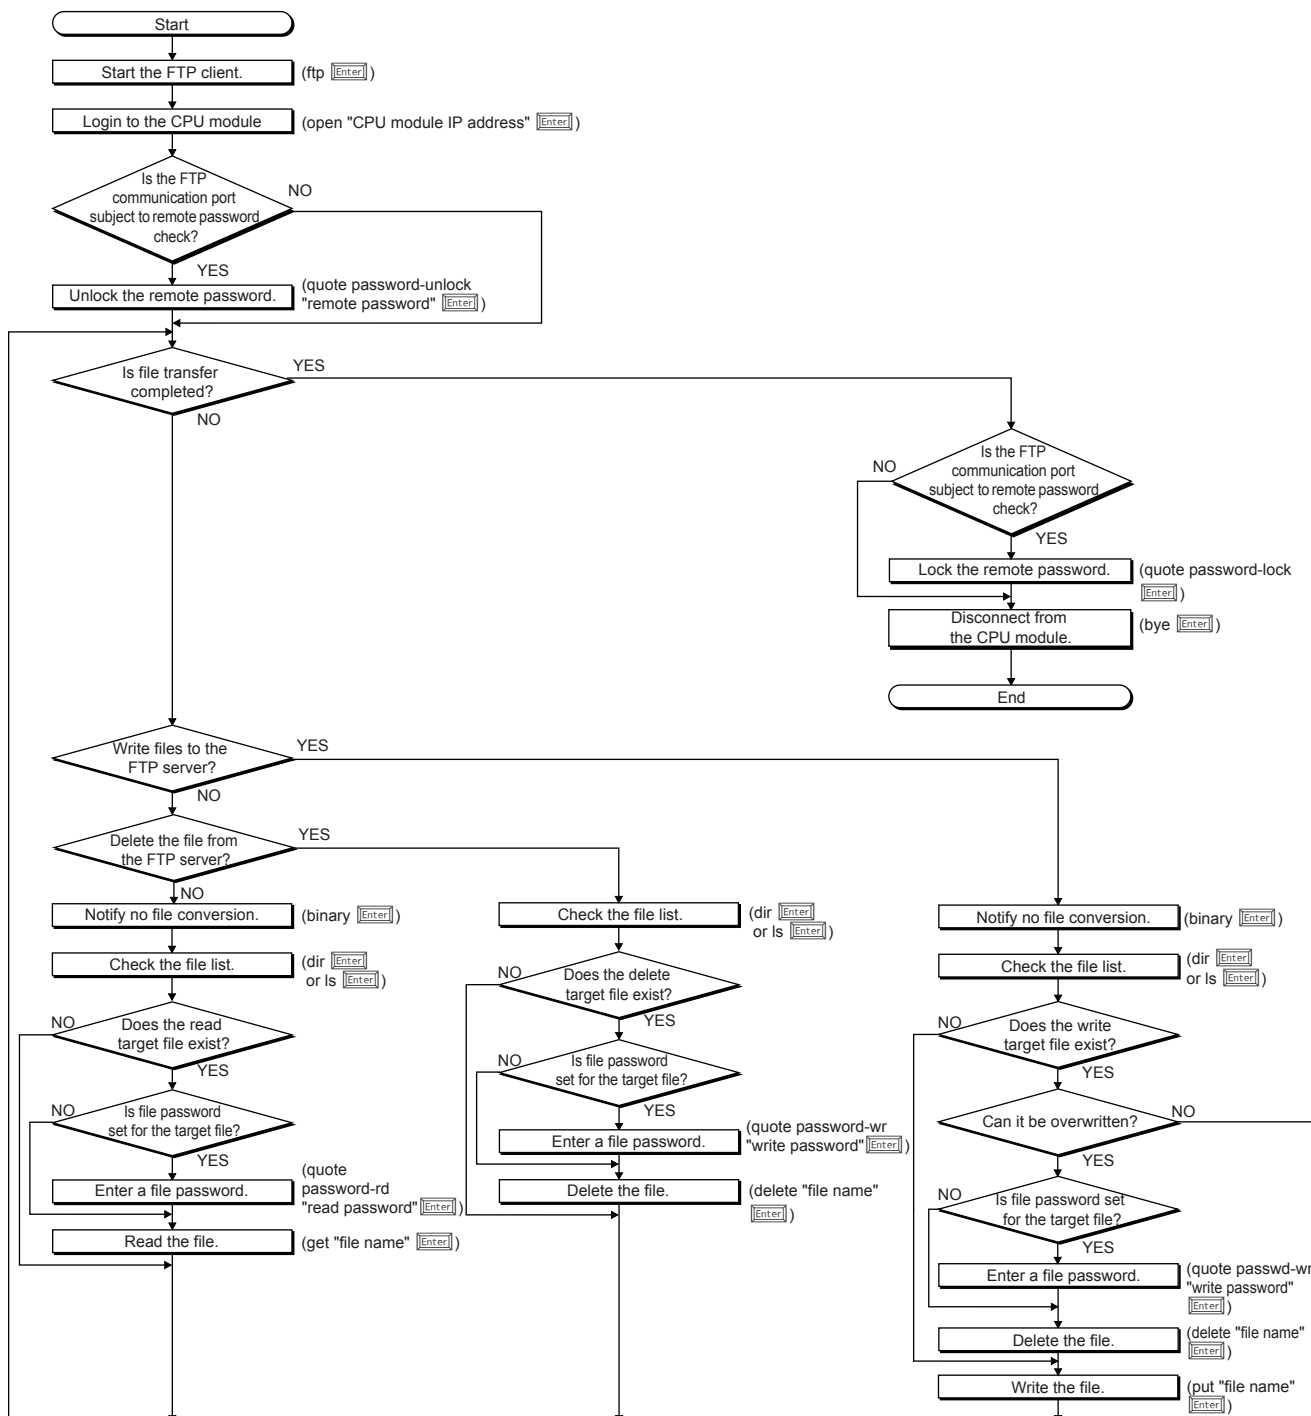 Start
Start the FTP client.
(ftp Enter)
Login to the CPU module
(open "CPU module IP address" Enter)
Is the FTP
communication port
subject to remote password
check?
NO
YES
Unlock the remote password.
(quote password-unlock
"remote password" Enter)
Is file transfer
completed?
YES
NO
Is the FTP
communication port
subject to remote password
check?
NO
YES
Lock the remote password.
(quote password-lock
Enter)
Disconnect from
the CPU module.
(bye Enter)
End
Write files to the
FTP server?
YES
NO
Delete the file from
the FTP server?
YES
NO
Notify no file conversion.
(binary Enter)
Check the file list.
(dir Enter
or ls Enter)
Does the read
target file exist?
NO
YES
Is file password
set for the target file?
NO
YES
Enter a file password.
(quote
password-rd
"read password" Enter)
Read the file.
(get "file name" Enter)
Check the file list.
(dir Enter
or ls Enter)
Does the delete
target file exist?
NO
YES
Is file password
set for the target file?
NO
YES
Enter a file password.
(quote password-wr
"write password" Enter)
Delete the file.
(delete "file name"
Enter)
Notify no file conversion.
(binary Enter)
Check the file list.
(dir Enter
or ls Enter)
Does the write
target file exist?
NO
YES
Can it be overwritten?
NO
YES
Is file password set
for the target file?
NO
YES
Enter a file password.
(quote passwd-wr
"write password"
Enter)
Delete the file.
(delete "file name"
Enter)
Write the file.
(put "file name"
Enter)